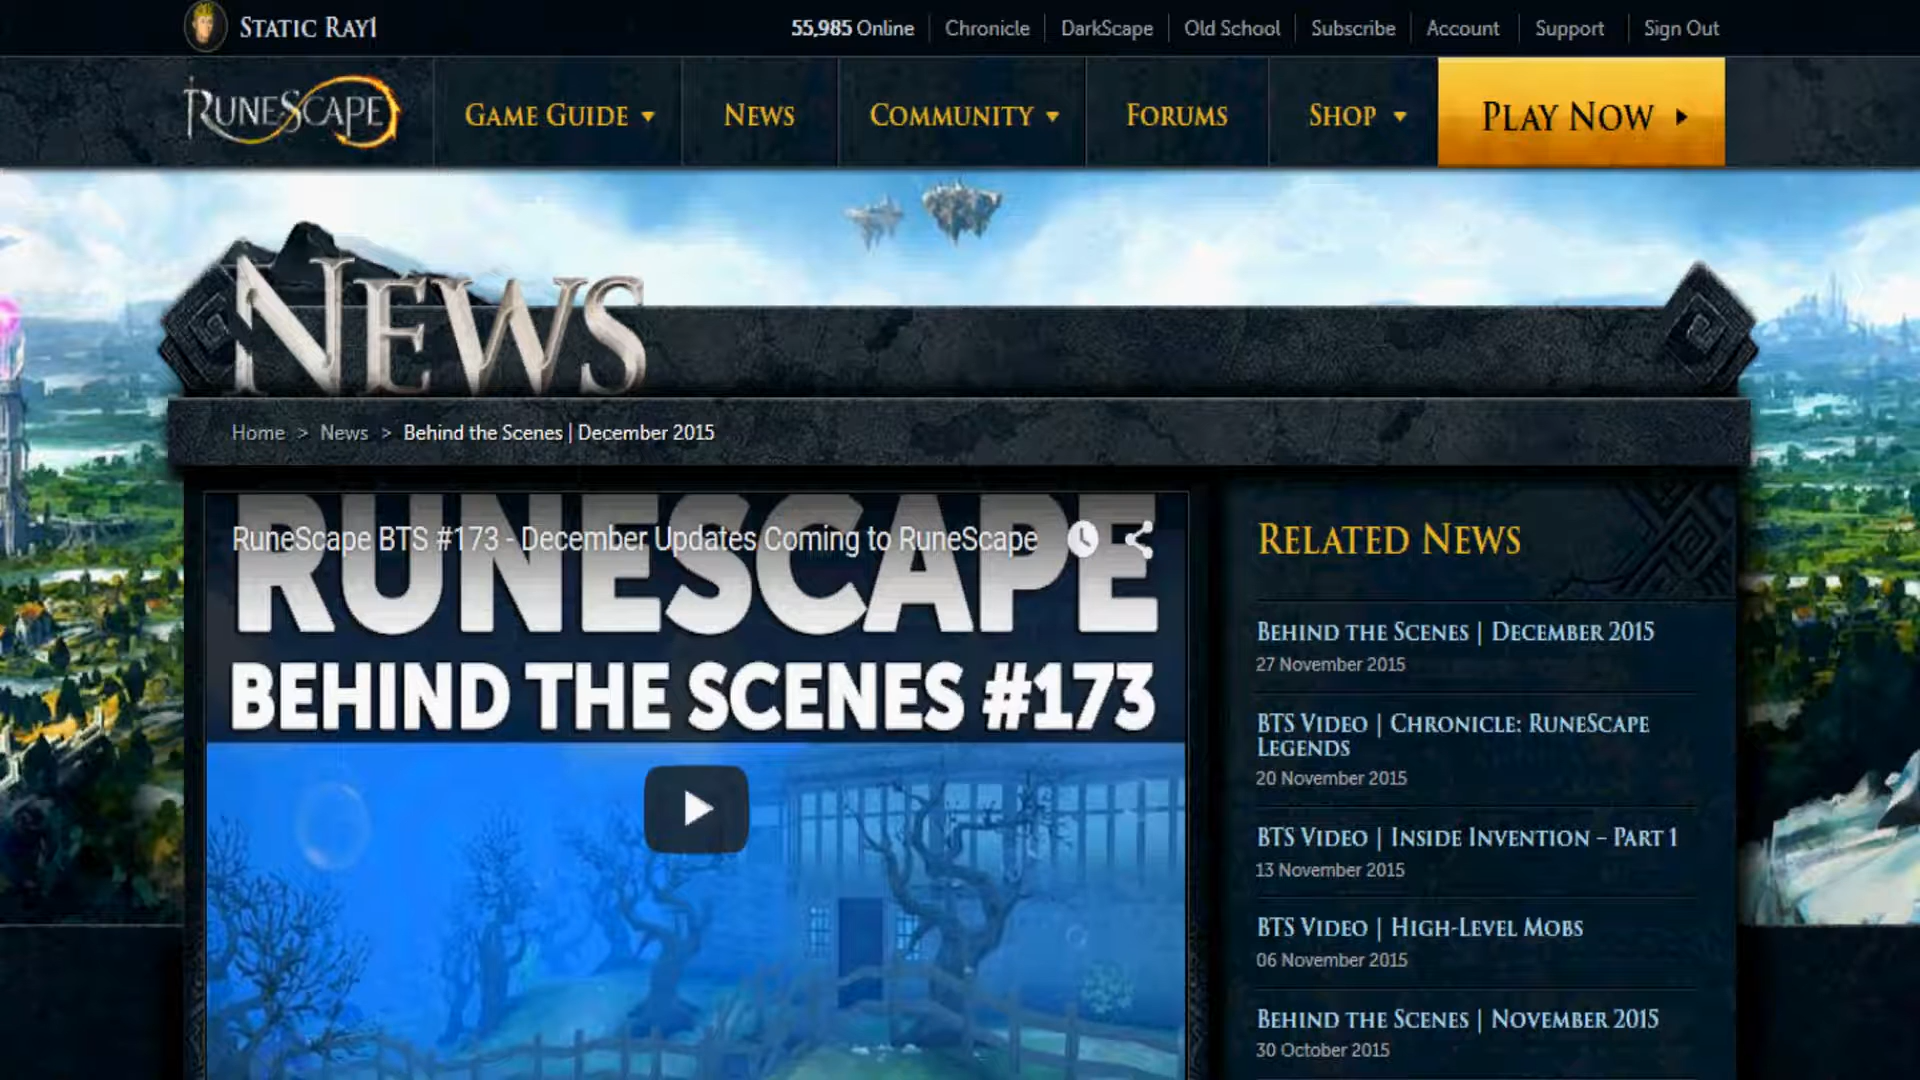 STATIC RAY1
55,985 Online Chronicle DarkScape Old School Subscribe Account Support Sign Out
RUNESCAPE GAME GUIDE NEWS COMMUNITY FORUMS SHOP PLAY NOW
NEWS
Home > News > Behind the Scenes | December 2015
RuneScape BTS #173 - December Updates Coming to RuneScape
RUNESCAPE
BEHIND THE SCENES #173
RELATED NEWS
BEHIND THE SCENES | DECEMBER 2015
27 November 2015
BTS VIDEO | CHRONICLE: RUNESCAPE
LEGENDS
20 November 2015
BTS VIDEO | INSIDE INVENTION – PART 1
13 November 2015
BTS VIDEO | HIGH-LEVEL MOBS
06 November 2015
BEHIND THE SCENES | NOVEMBER 2015
30 October 2015